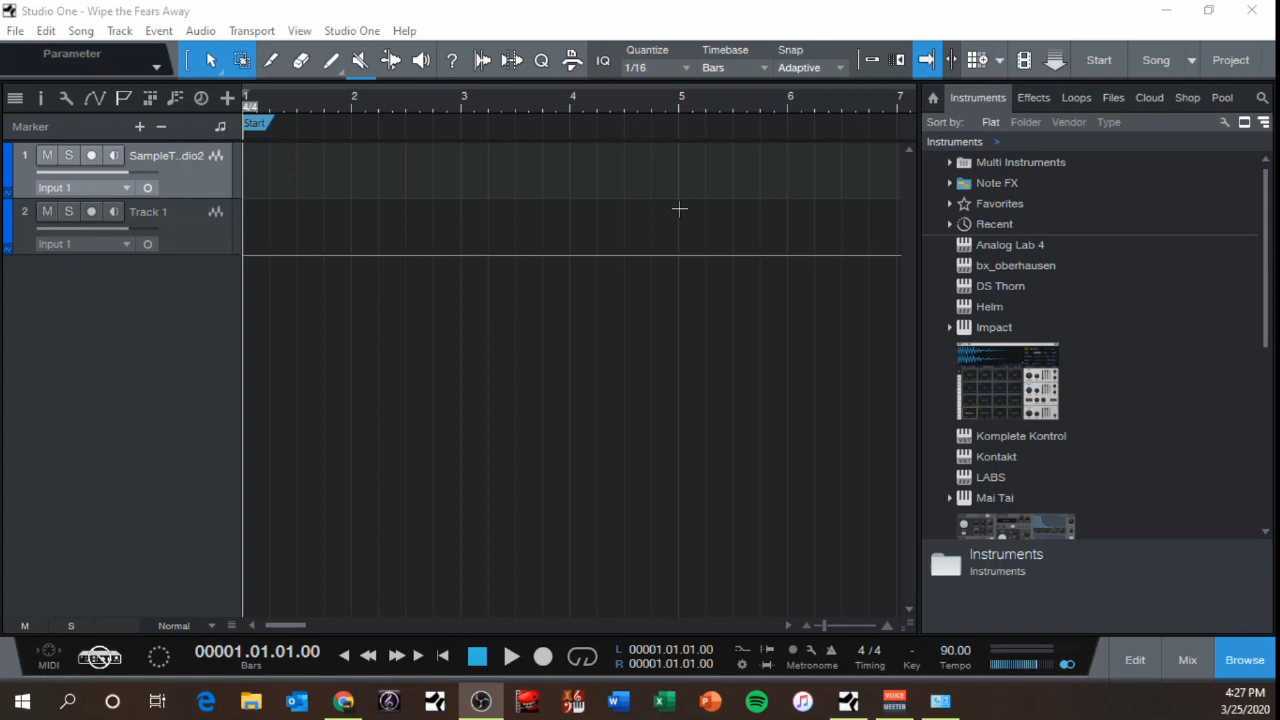 Studio One - Wipe the Fears Away
File Edit Song Track Event Audio Transport View Studio One Help
Parameter
? Q IQ
Quantize Timebase Snap
1/16 Bars Adaptive
Start Song Project
1 2 3 4 5 6 7
4/4
Marker
Start
1 M S SampleT..dio2
Input 1
2 M S Track 1
Input 1
Instruments Effects Loops Files Cloud Shop Pool
Sort by: Flat Folder Vendor Type
Instruments >
Multi Instruments
Note FX
Favorites
Recent
Analog Lab 4
bx_oberhausen
DS Thorn
Helm
Impact
Komplete Kontrol
Kontakt
LABS
Mai Tai
Instruments
Instruments
M S Normal
MIDI
00001.01.01.00
Bars
L 00001.01.01.00
R 00001.01.01.00
Metronome
4 / 4
Timing
-
Key
90.00
Tempo
Edit Mix Browse
VOICE
MEETER
4:27 PM
3/25/2020